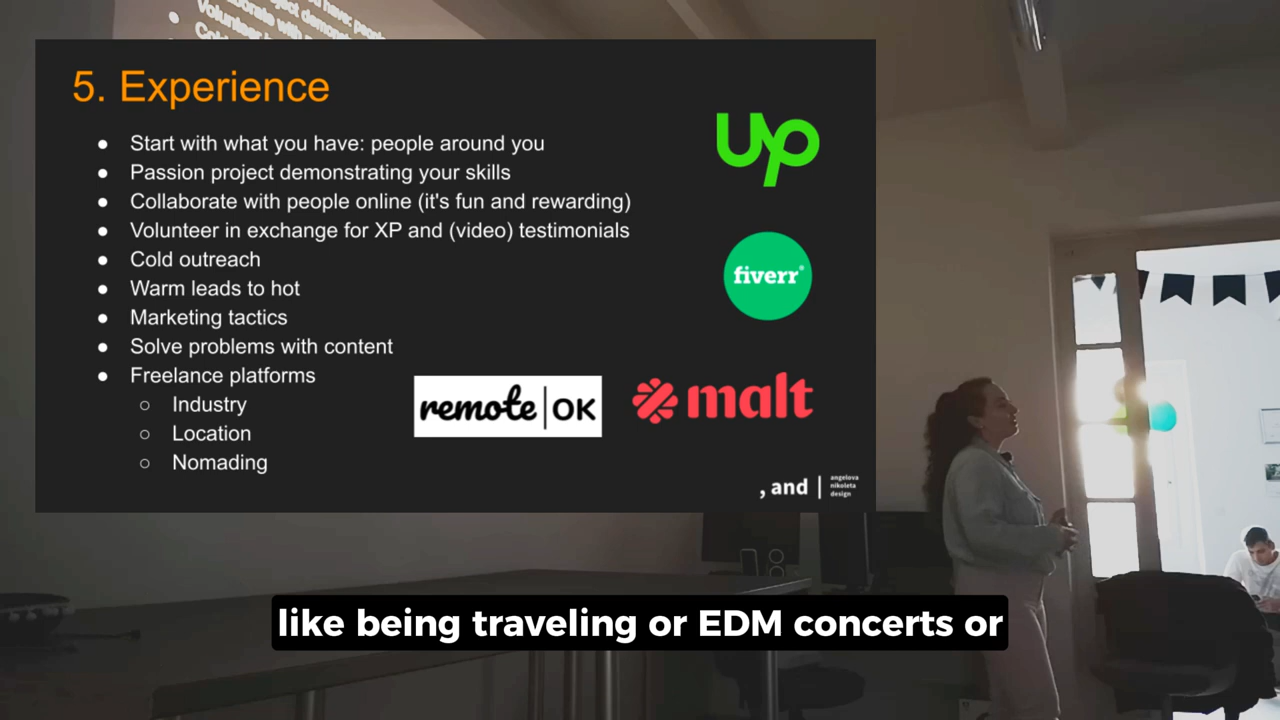 5. Experience
● Start with what you have: people around you
● Passion project demonstrating your skills
● Collaborate with people online (it's fun and rewarding)
● Volunteer in exchange for XP and (video) testimonials
● Cold outreach
● Warm leads to hot
● Marketing tactics
● Solve problems with content
● Freelance platforms
○ Industry
○ Location
○ Nomading
Up
fiverr®
remote|OK
malt
, and | angelova
nikoleta
design
like being traveling or EDM concerts or